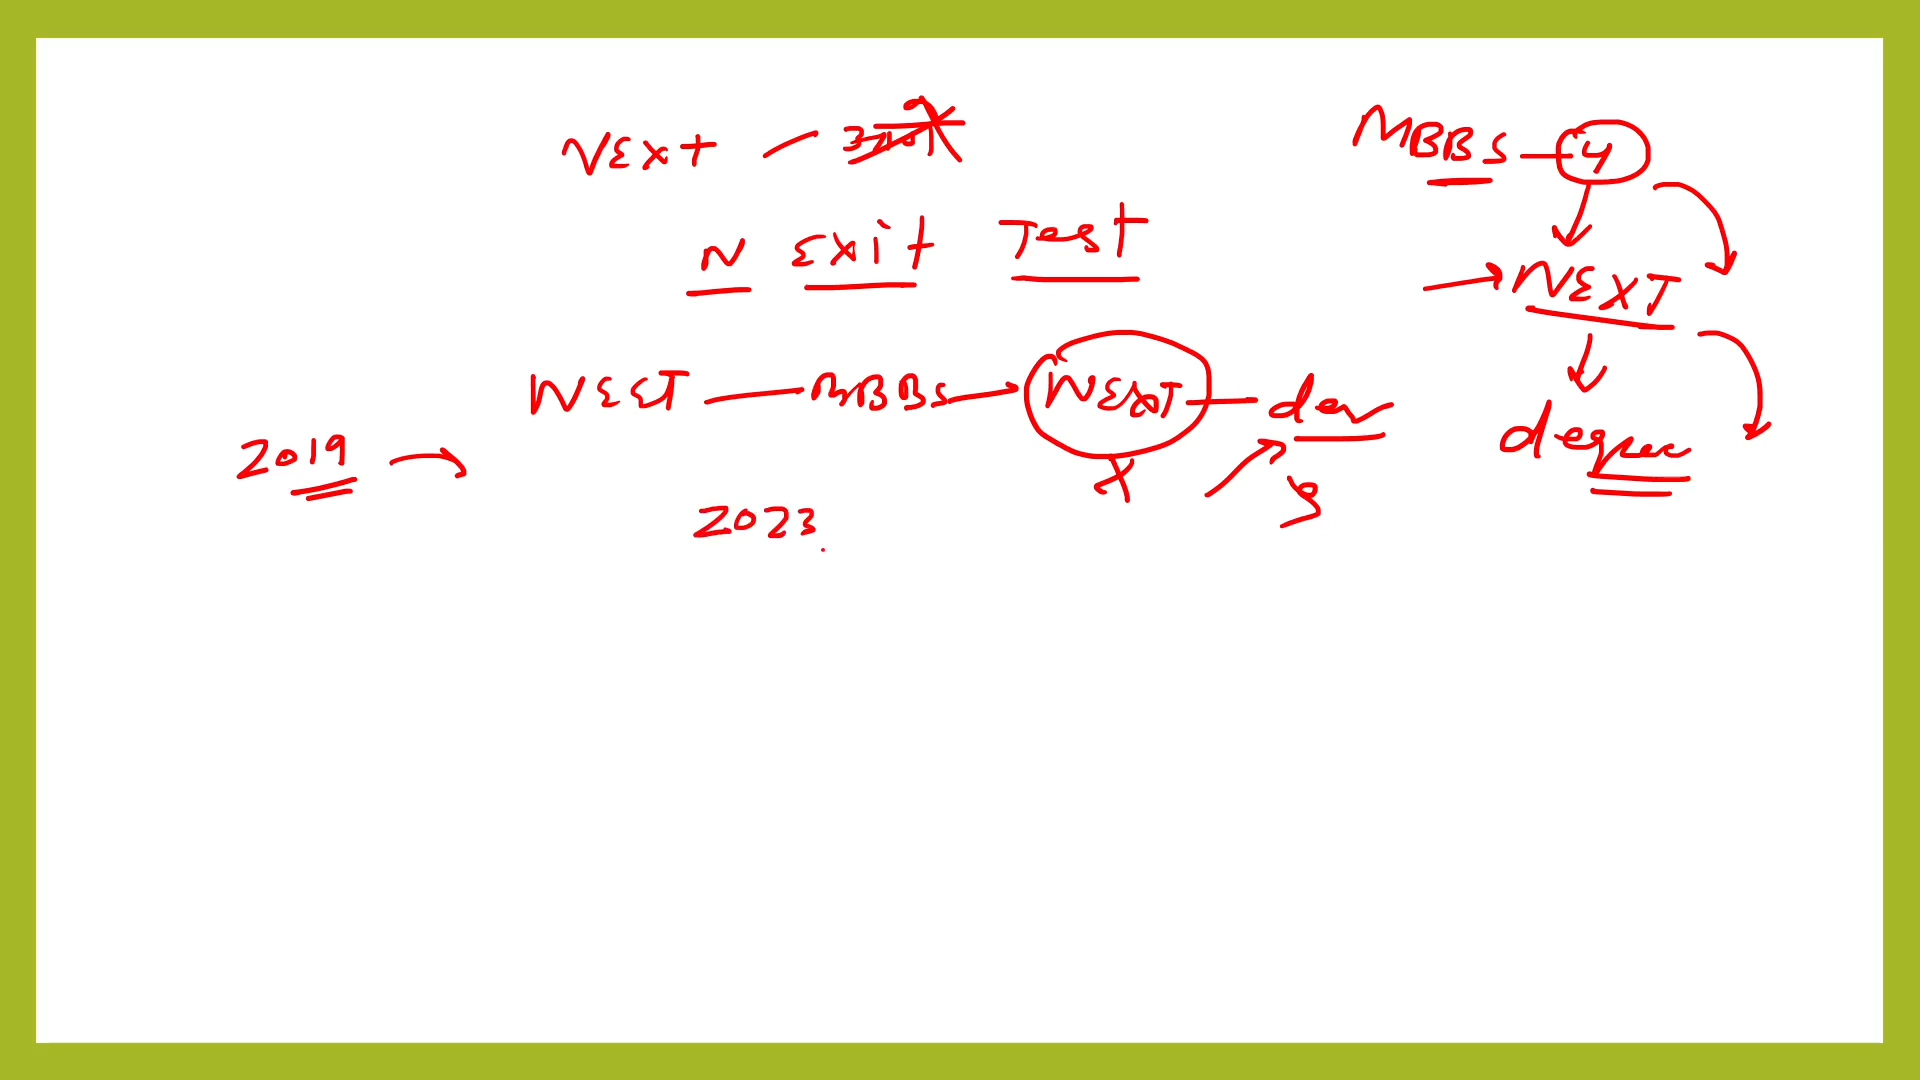 NExt —
MBBS — 4
N Exit Test
NEXT
NEET — MBBS → NEXT — deg
degree
2019 →
X
2023